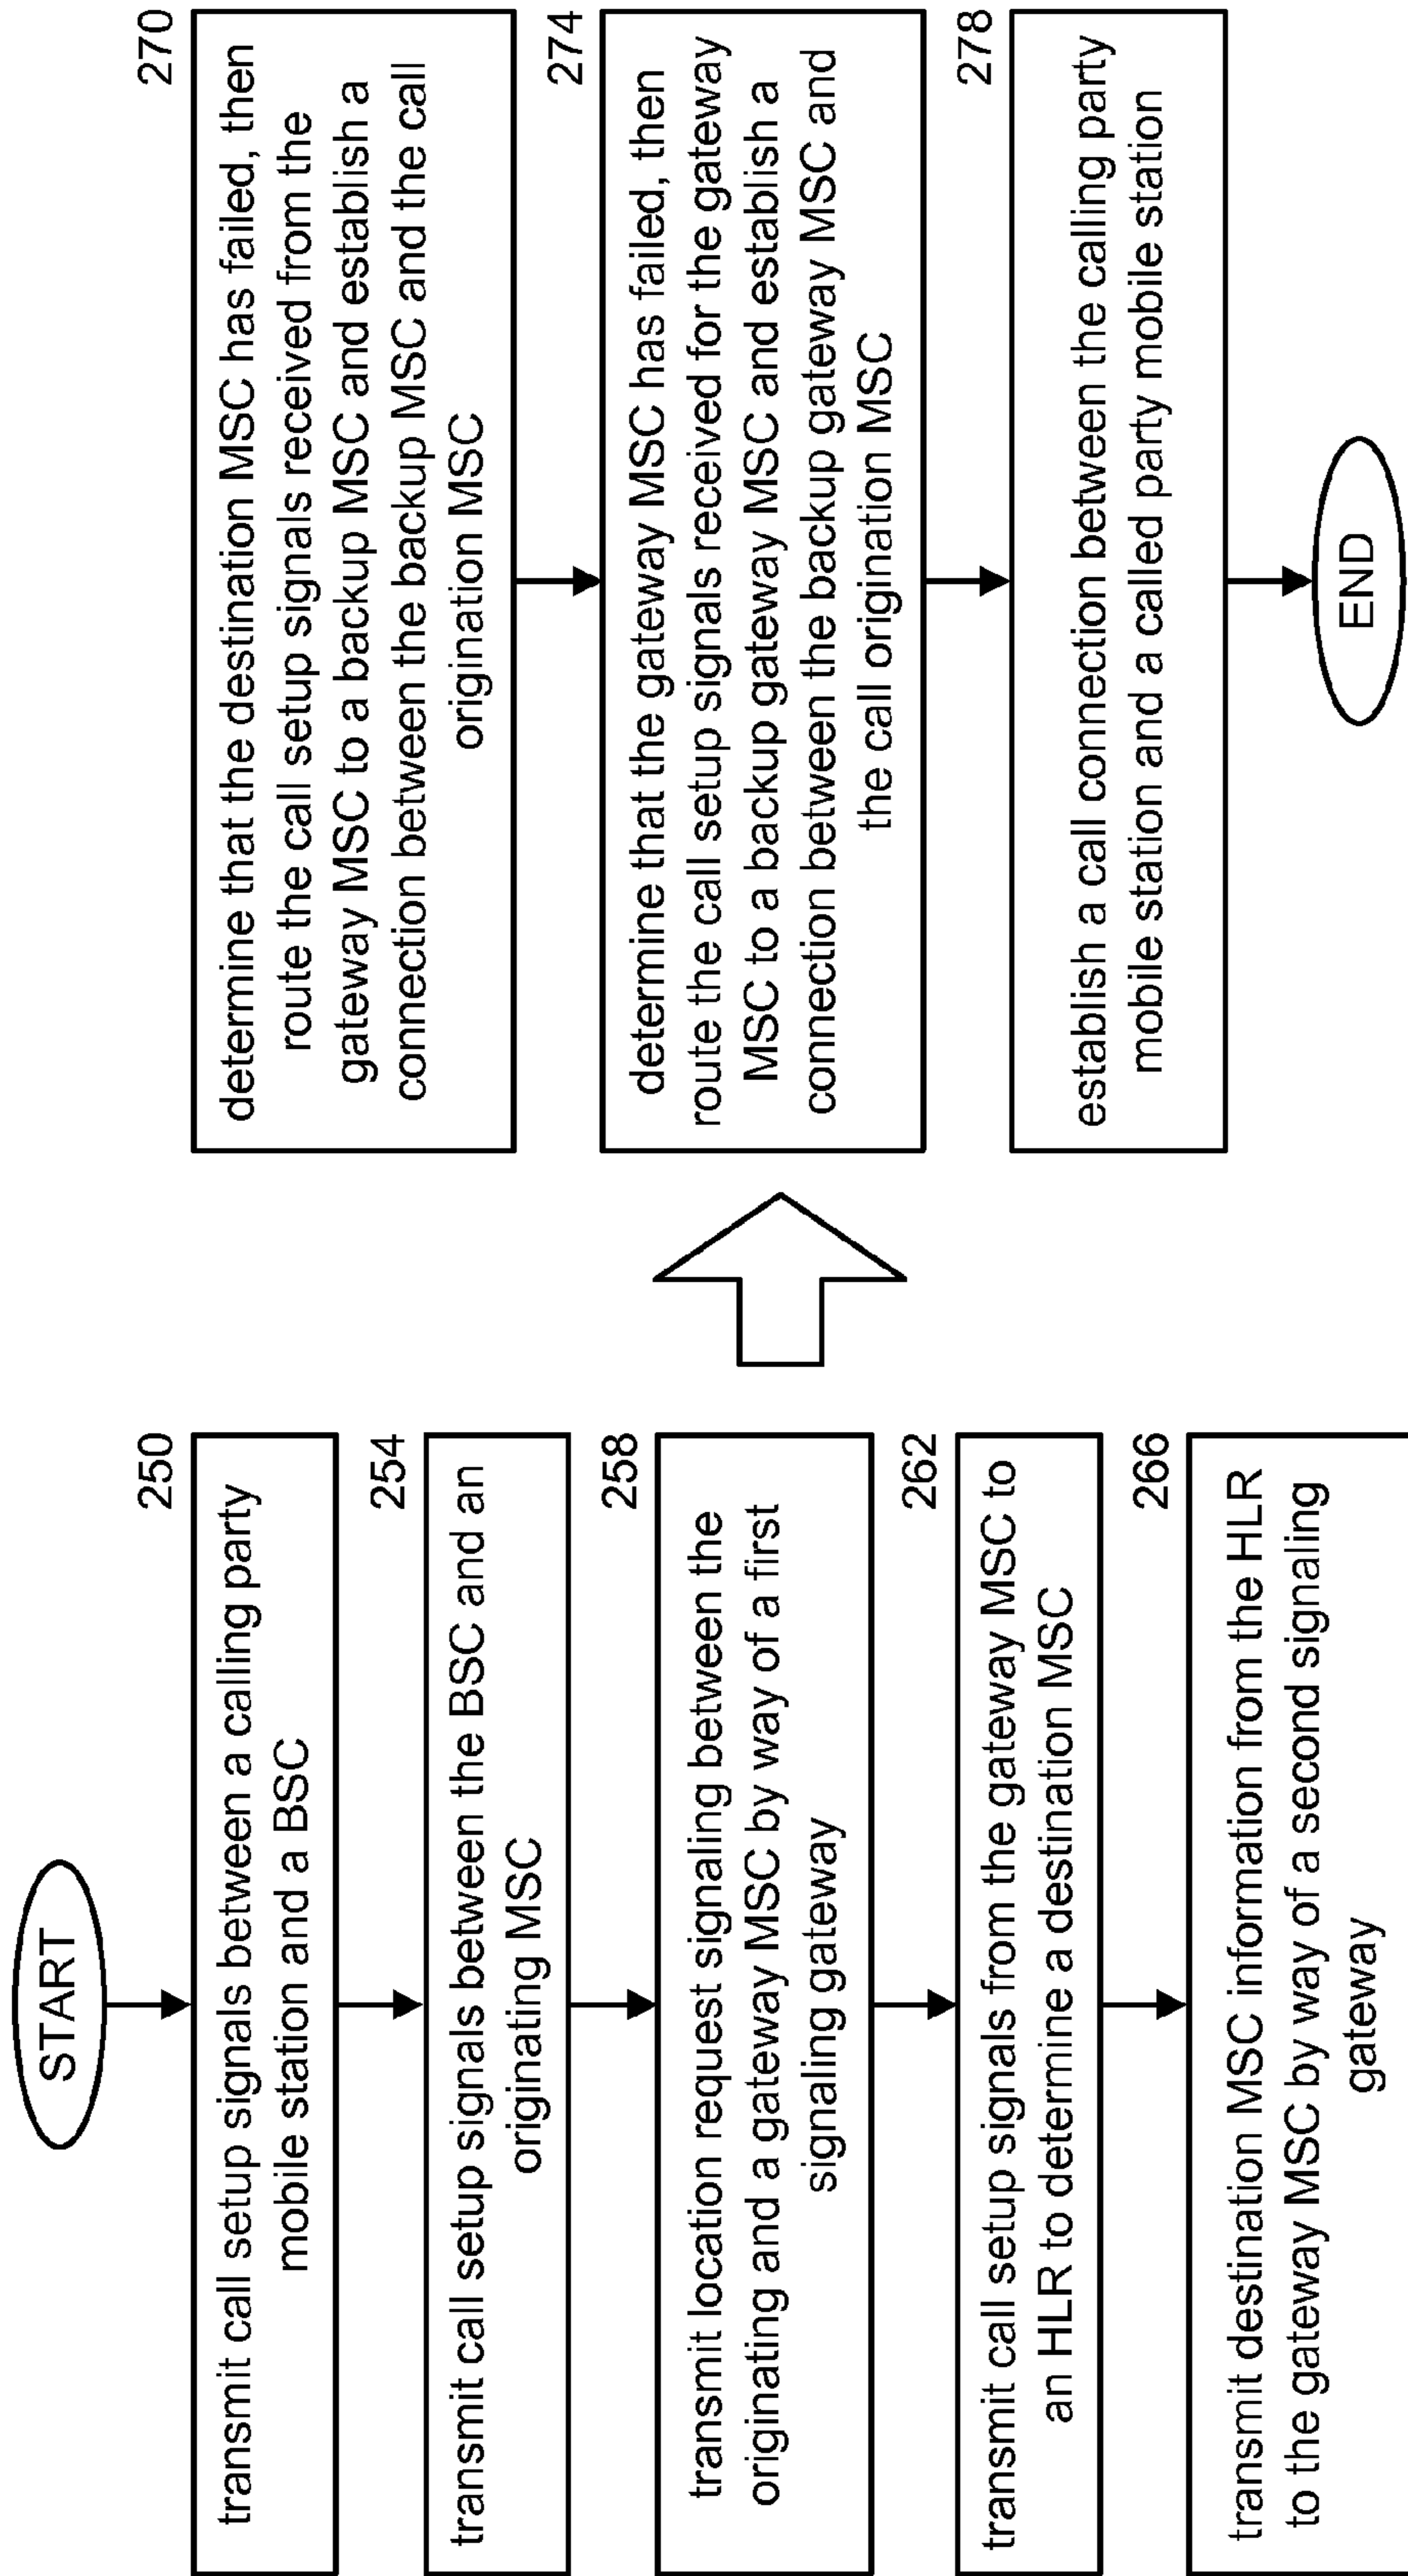 START
250
transmit call setup signals between a calling party
mobile station and a BSC
254
transmit call setup signals between the BSC and an
originating MSC
258
transmit location request signaling between the
originating and a gateway MSC by way of a first
signaling gateway
262
transmit call setup signals from the gateway MSC to
an HLR to determine a destination MSC
266
transmit destination MSC information from the HLR
to the gateway MSC by way of a second signaling
gateway
270
determine that the destination MSC has failed, then
route the call setup signals received from the
gateway MSC to a backup MSC and establish a
connection between the backup MSC and the call
origination MSC
274
determine that the gateway MSC has failed, then
route the call setup signals received for the gateway
MSC to a backup gateway MSC and establish a
connection between the backup gateway MSC and
the call origination MSC
278
establish a call connection between the calling party
mobile station and a called party mobile station
END